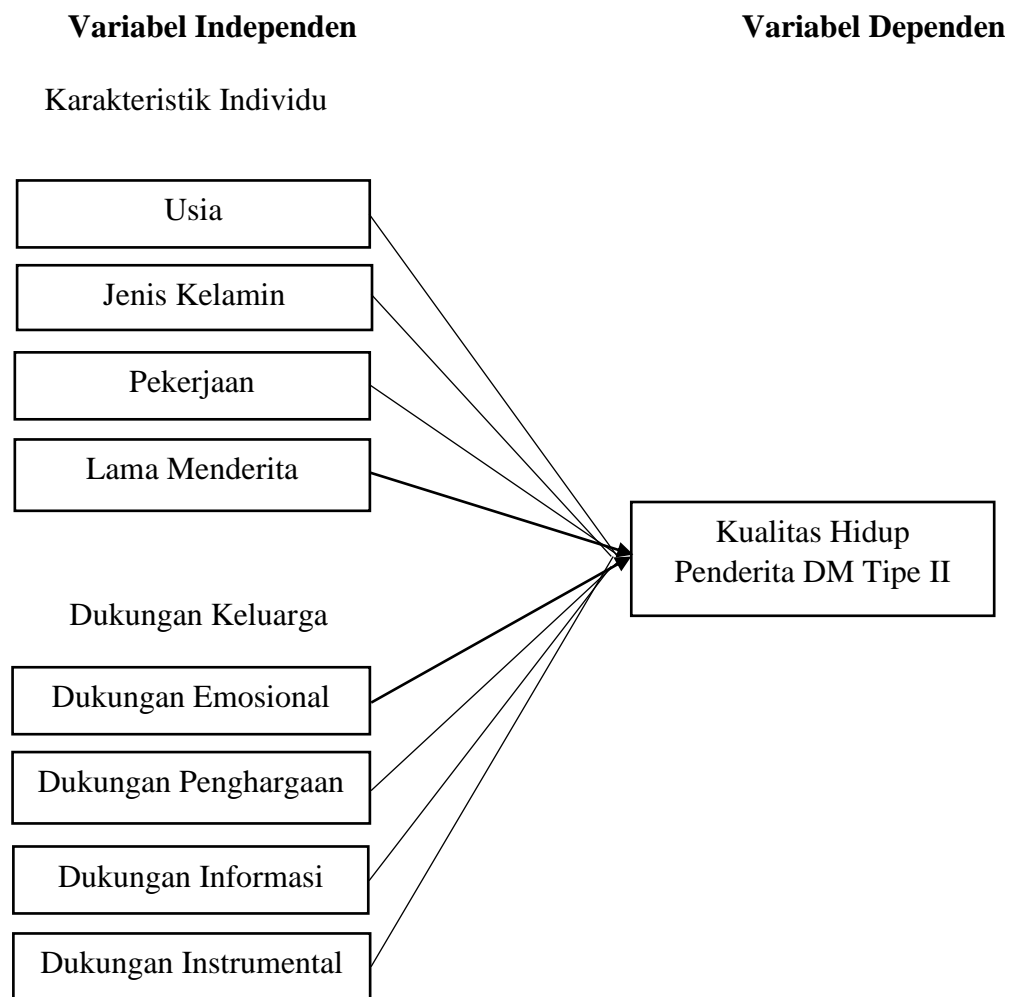 Variabel Independen
Variabel Dependen
Karakteristik Individu
Usia
Jenis Kelamin
Pekerjaan
Lama Menderita
Kualitas Hidup
Penderita DM Tipe II
Dukungan Keluarga
Dukungan Emosional
Dukungan Penghargaan
Dukungan Informasi
Dukungan Instrumental